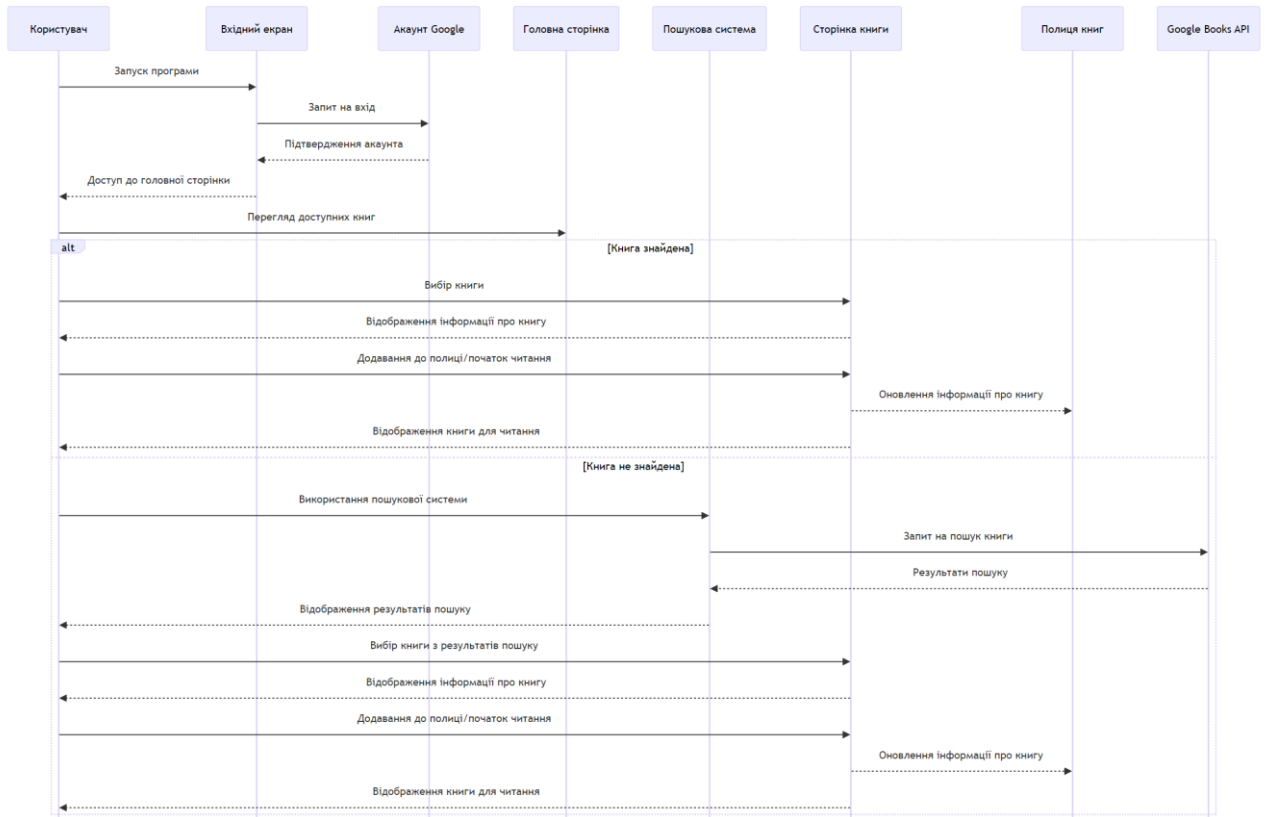 Користувач
Вхідний екран
Акаунт Google
Головна сторінка
Пошукова система
Сторінка книги
Полиця книг
Google Books API
Запуск програми
Запит на вхід
Підтвердження акаунта
Доступ до головної сторінки
Перегляд доступних книг
alt
[Книга знайдена]
Вибір книги
Відображення інформації про книгу
Додавання до полиці/початок читання
Оновлення інформації про книгу
Відображення книги для читання
[Книга не знайдена]
Використання пошукової системи
Запит на пошук книги
Результати пошуку
Відображення результатів пошуку
Вибір книги з результатів пошуку
Відображення інформації про книгу
Додавання до полиці/початок читання
Оновлення інформації про книгу
Відображення книги для читання